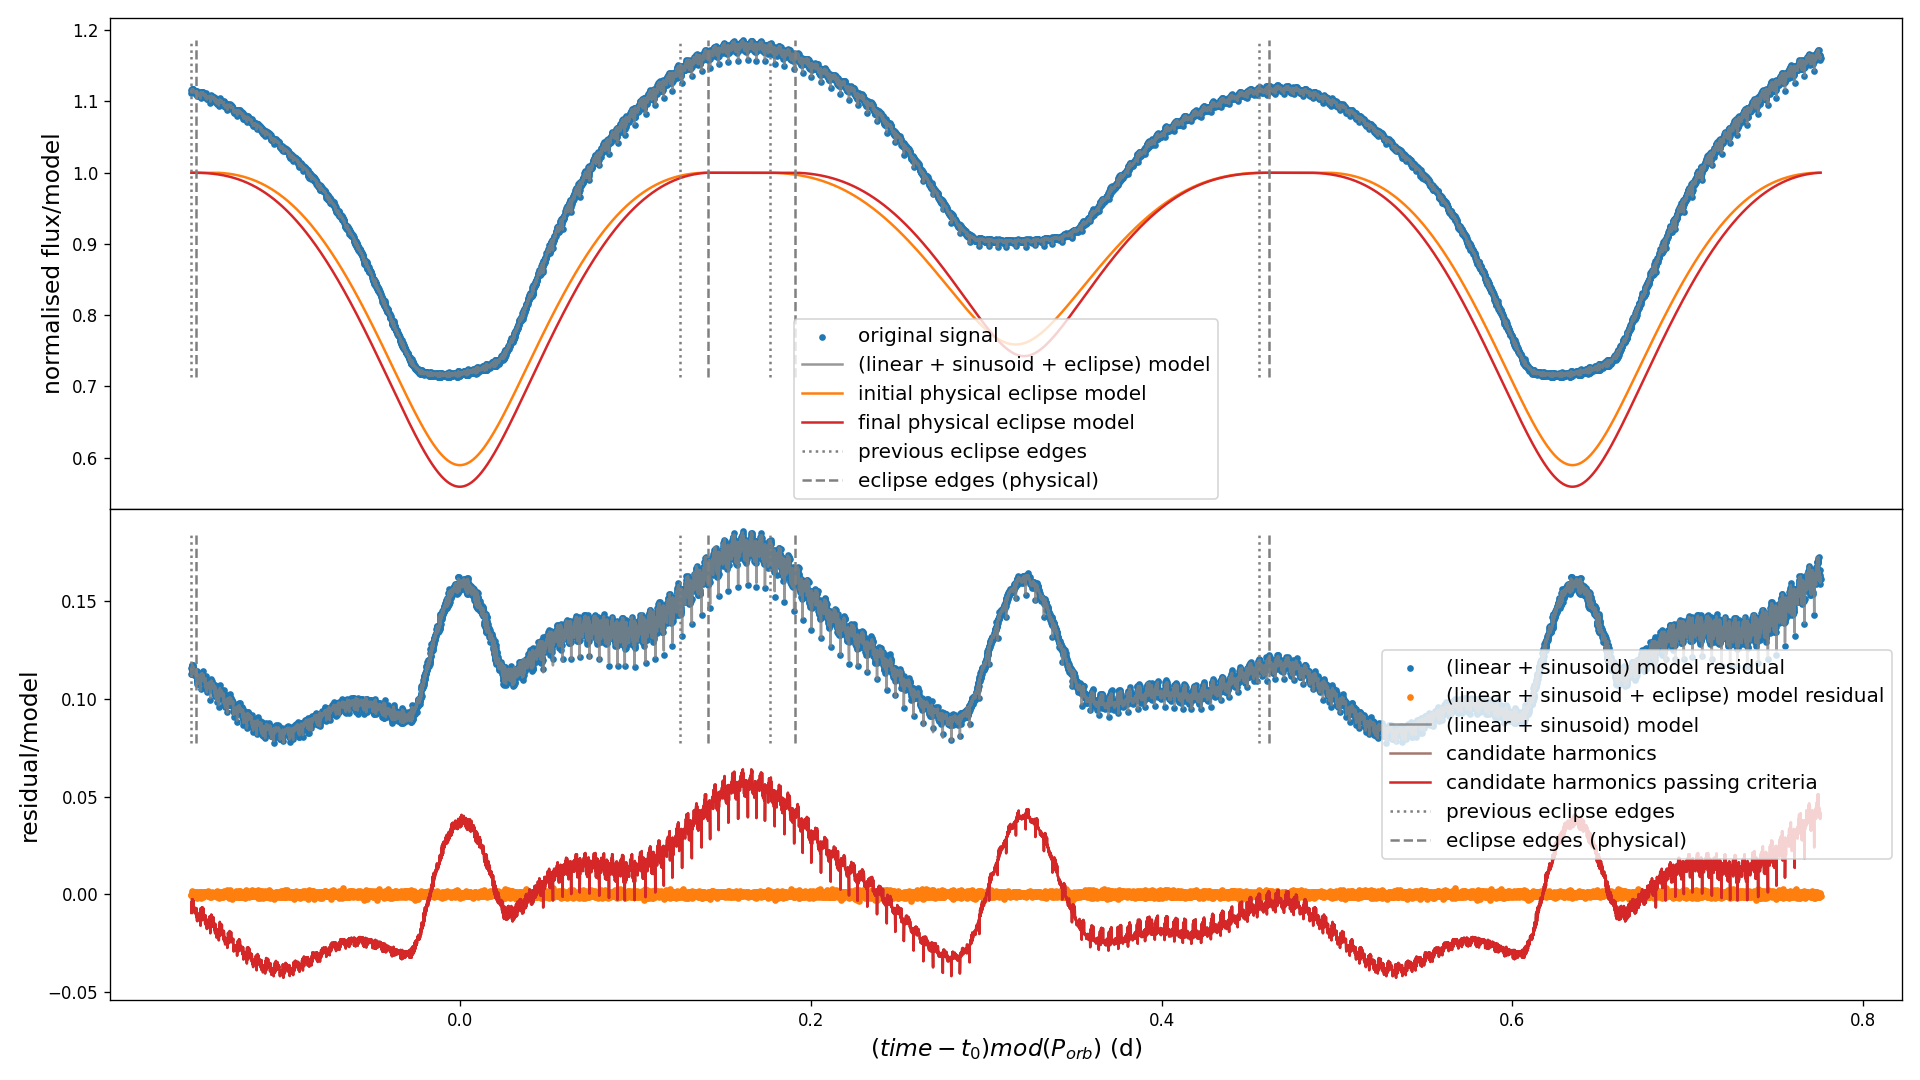 normalised flux/model
1.2
1.1
1.0
0.9
0.8
0.7
0.6
original signal
(linear + sinusoid + eclipse) model
initial physical eclipse model
final physical eclipse model
previous eclipse edges
eclipse edges (physical)
residual/model
0.15
0.10
0.05
0.00
−0.05
(linear + sinusoid) model residual
(linear + sinusoid + eclipse) model residual
(linear + sinusoid) model
candidate harmonics
candidate harmonics passing criteria
previous eclipse edges
eclipse edges (physical)
0.0 0.2 0.4 0.6 0.8
(time − t₀)mod(P_orb) (d)